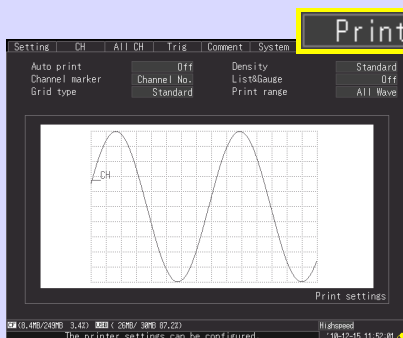 Print
Setting CH All CH Trig Comment System
Auto print Off Density Standard
Channel marker Channel No. List&Gauge Off
Grid type Standard Print range All Wave
CH
Print settings
CF (8.4MB/249MB 3.4%) USB ( 26MB/ 30MB 87.2%) Highspeed
The printer settings can be configured '10-12-15 11:52:01